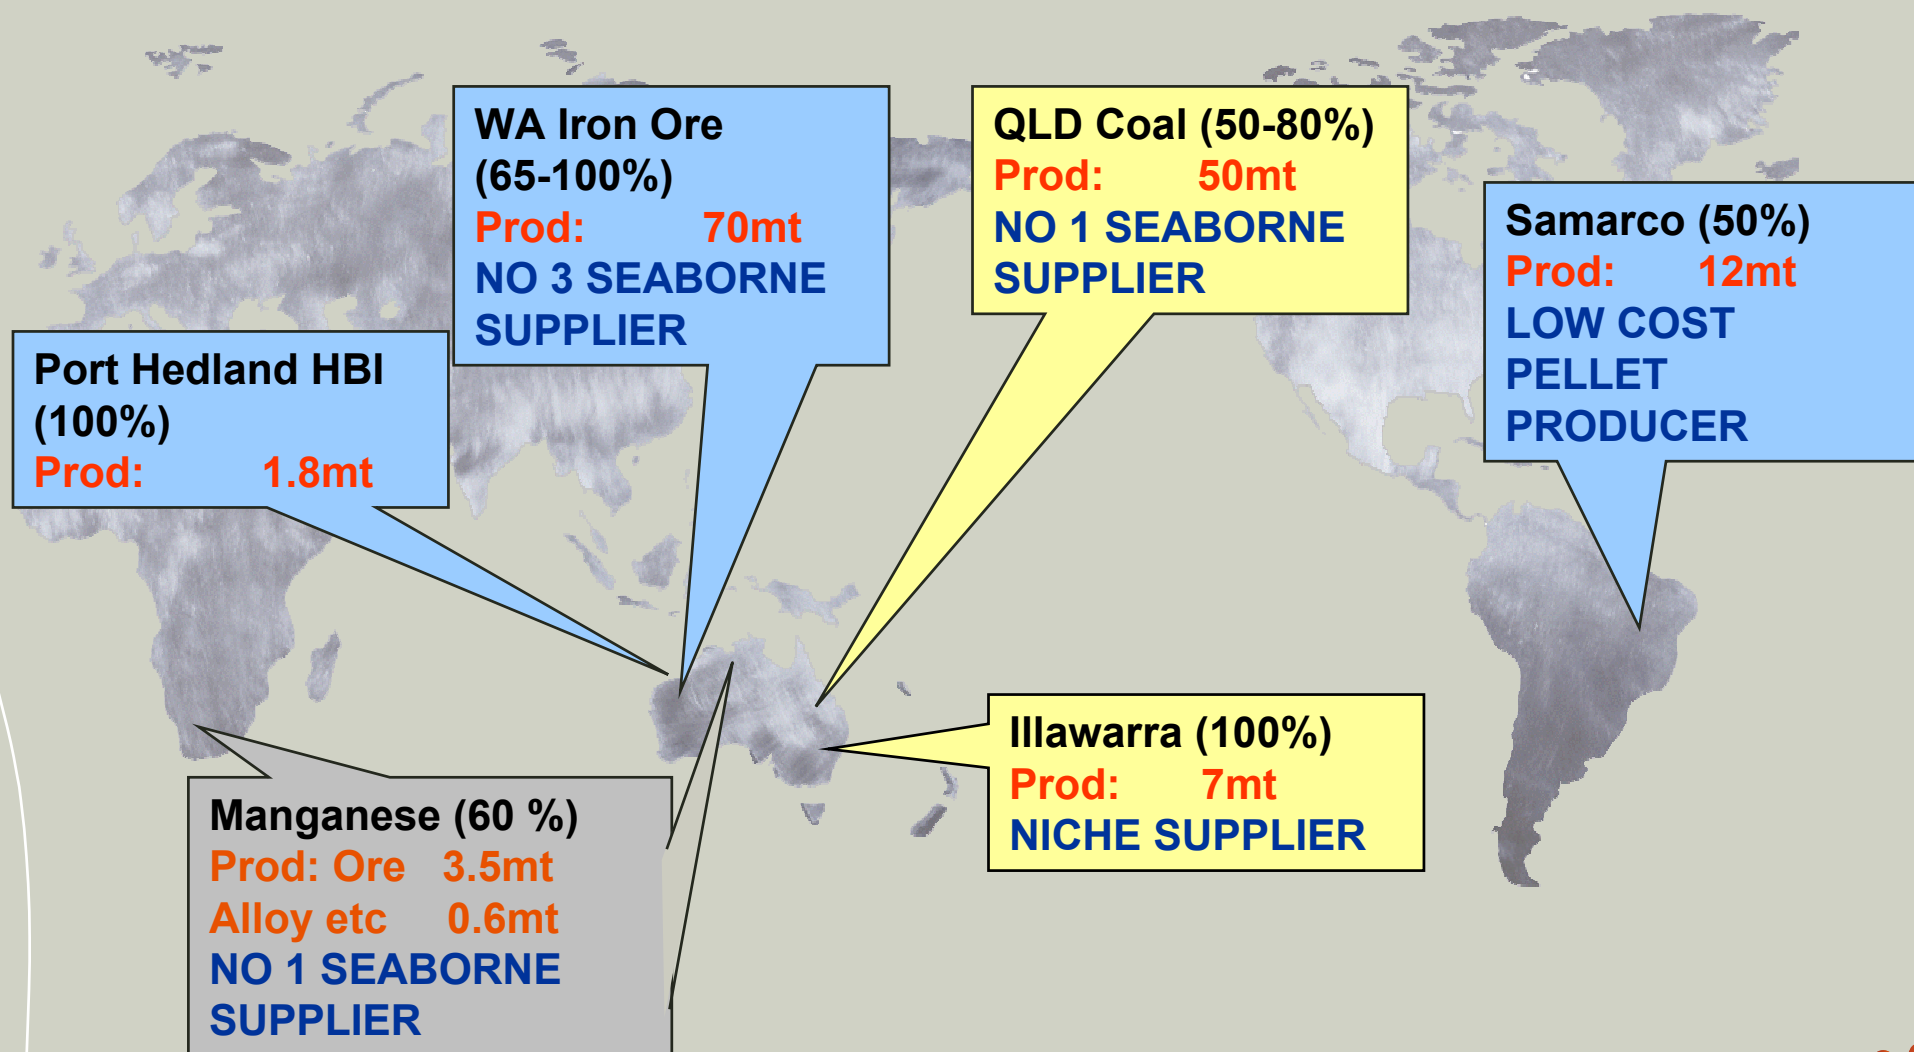 WA Iron Ore
(65-100%)
Prod: 70mt
NO 3 SEABORNE
SUPPLIER
QLD Coal (50-80%)
Prod: 50mt
NO 1 SEABORNE
SUPPLIER
Samarco (50%)
Prod: 12mt
LOW COST
PELLET
PRODUCER
Port Hedland HBI
(100%)
Prod: 1.8mt
Illawarra (100%)
Prod: 7mt
NICHE SUPPLIER
Manganese (60 %)
Prod: Ore 3.5mt
Alloy etc 0.6mt
NO 1 SEABORNE
SUPPLIER